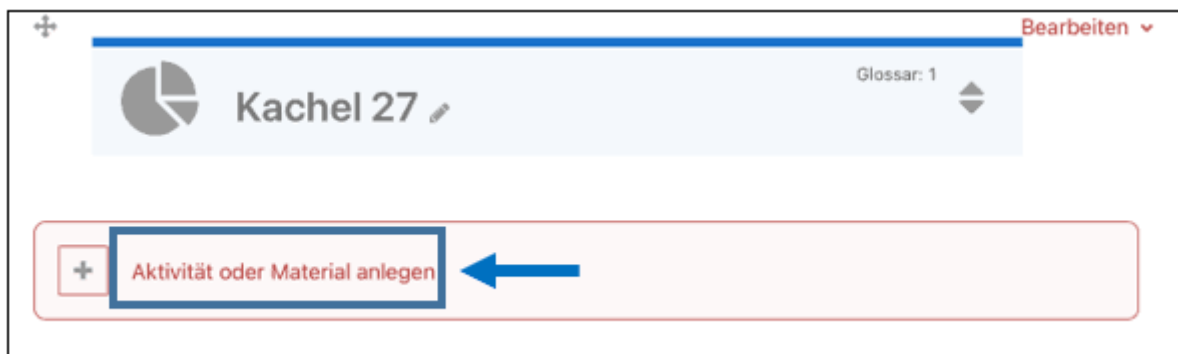 Bearbeiten
Glossar: 1
Kachel 27
Aktivität oder Material anlegen